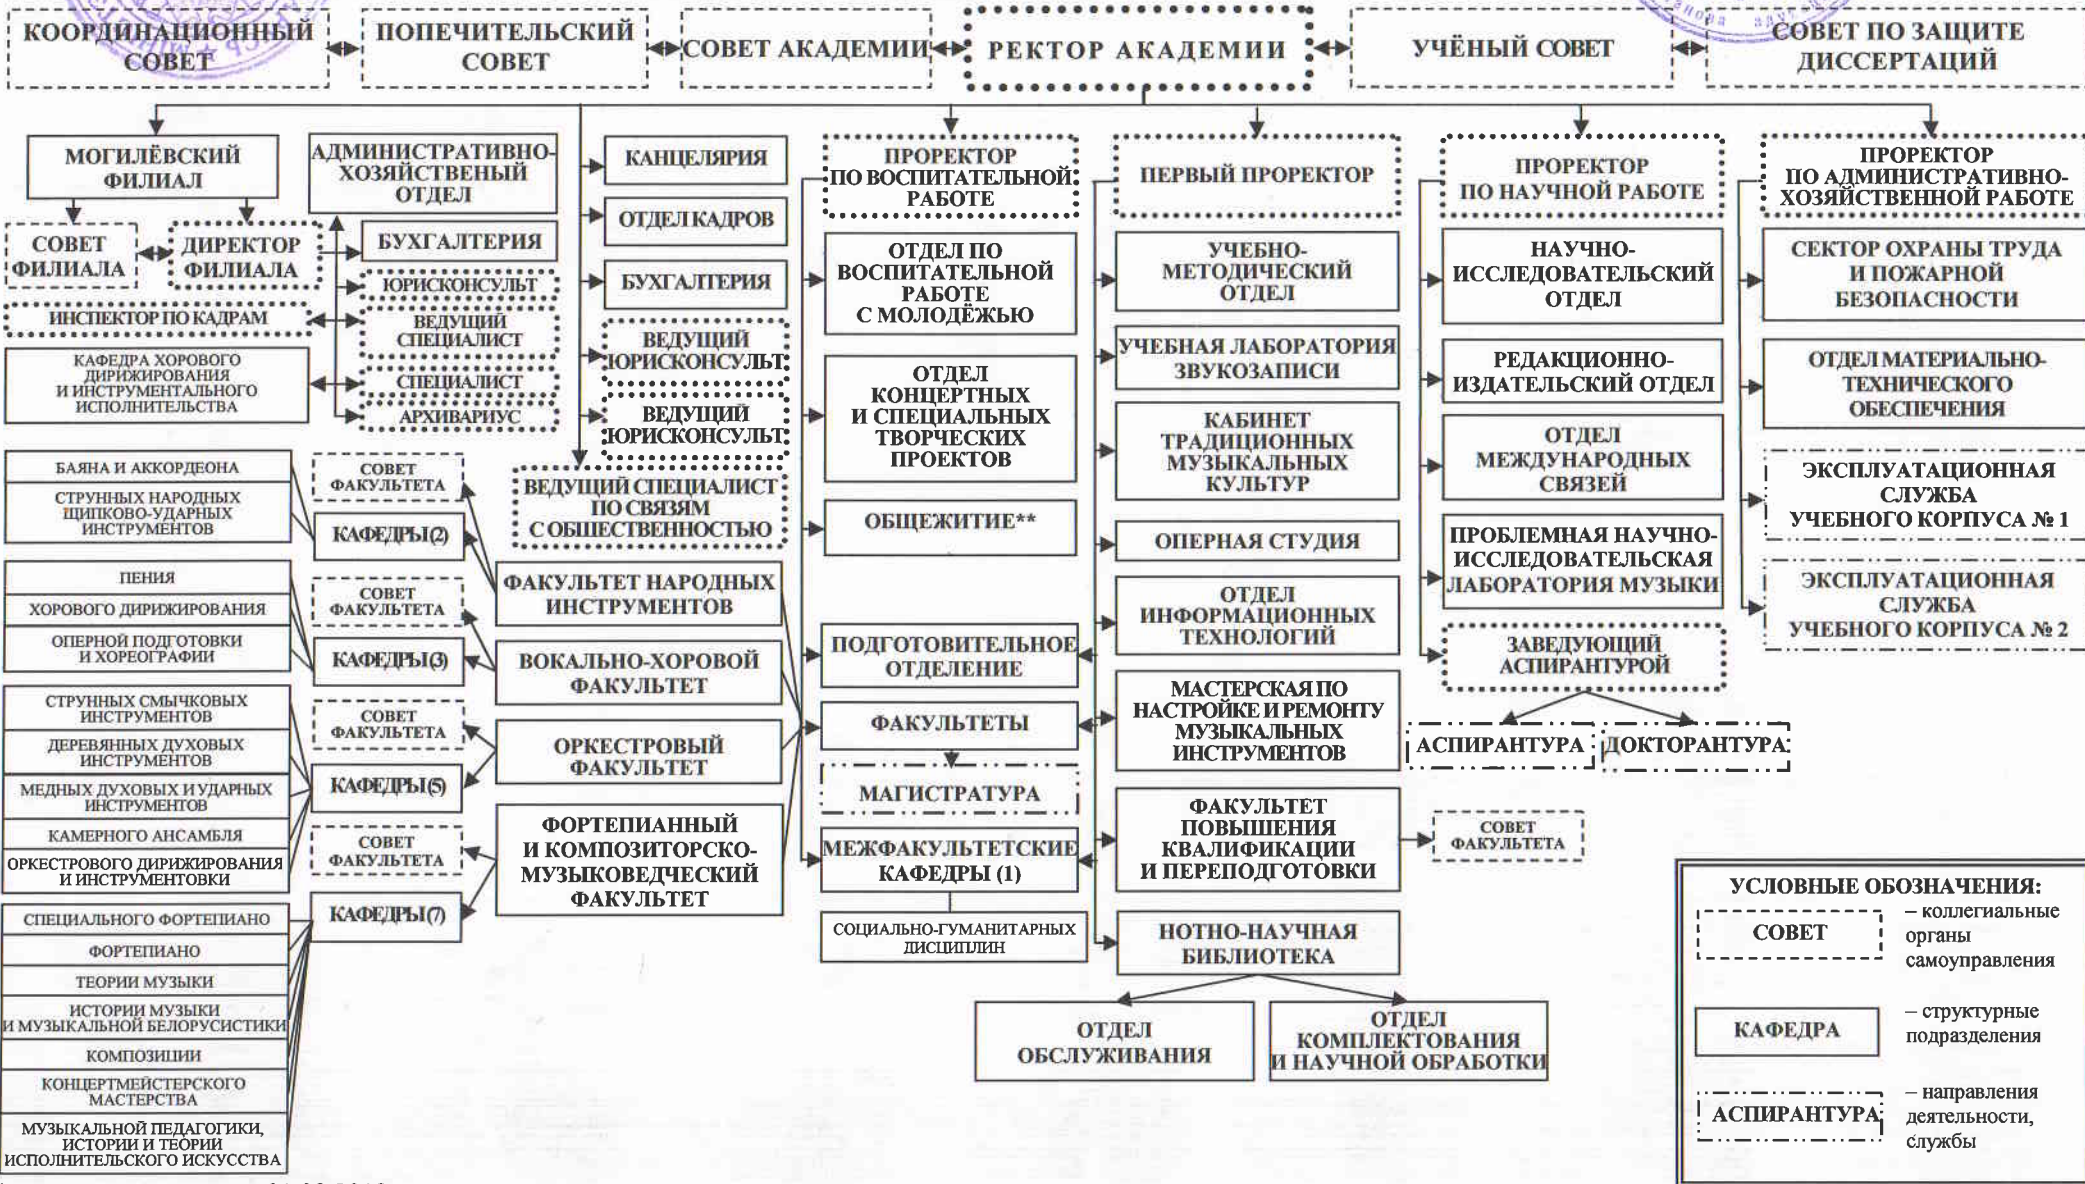 КООРДИНАЦИОННЫЙ
СОВЕТ
ПОПЕЧИТЕЛЬСКИЙ
СОВЕТ
СОВЕТ АКАДЕМИИ
РЕКТОР АКАДЕМИИ
УЧЁНЫЙ СОВЕТ
СОВЕТ ПО ЗАЩИТЕ
ДИССЕРТАЦИЙ
МОГИЛЁВСКИЙ
ФИЛИАЛ
СОВЕТ
ФИЛИАЛА
ДИРЕКТОР
ФИЛИАЛА
АДМИНИСТРАТИВНО-
ХОЗЯЙСТВЕНЫЙ
ОТДЕЛ
БУХГАЛТЕРИЯ
ЮРИСКОНСУЛЬТ
ИНСПЕКТОР ПО КАДРАМ
ВЕДУЩИЙ
СПЕЦИАЛИСТ
КАФЕДРА ХОРОВОГО
ДИРИЖИРОВАНИЯ
И ИНСТРУМЕНТАЛЬНОГО
ИСПОЛНИТЕЛЬСТВА
СПЕЦИАЛИСТ
АРХИВАРИУС
КАНЦЕЛЯРИЯ
ОТДЕЛ КАДРОВ
БУХГАЛТЕРИЯ
ВЕДУЩИЙ
ЮРИСКОНСУЛЬТ
ВЕДУЩИЙ
ЮРИСКОНСУЛЬТ
ВЕДУЩИЙ СПЕЦИАЛИСТ
ПО СВЯЗЯМ
С ОБЩЕСТВЕННОСТЬЮ
БАЯНА И АККОРДЕОНА
СТРУННЫХ НАРОДНЫХ
ЩИПКОВО-УДАРНЫХ
ИНСТРУМЕНТОВ
СОВЕТ
ФАКУЛЬТЕТА
КАФЕДРЫ (2)
ФАКУЛЬТЕТ НАРОДНЫХ
ИНСТРУМЕНТОВ
ПЕНИЯ
ХОРОВОГО ДИРИЖИРОВАНИЯ
ОПЕРНОЙ ПОДГОТОВКИ
И ХОРЕОГРАФИИ
СОВЕТ
ФАКУЛЬТЕТА
КАФЕДРЫ (3)
ВОКАЛЬНО-ХОРОВОЙ
ФАКУЛЬТЕТ
СТРУННЫХ СМЫЧКОВЫХ
ИНСТРУМЕНТОВ
ДЕРЕВЯННЫХ ДУХОВЫХ
ИНСТРУМЕНТОВ
МЕДНЫХ ДУХОВЫХ И УДАРНЫХ
ИНСТРУМЕНТОВ
КАМЕРНОГО АНСАМБЛЯ
ОРКЕСТРОВОГО ДИРИЖИРОВАНИЯ
И ИНСТРУМЕНТОВКИ
СОВЕТ
ФАКУЛЬТЕТА
КАФЕДРЫ (5)
ОРКЕСТРОВЫЙ
ФАКУЛЬТЕТ
СОВЕТ
ФАКУЛЬТЕТА
КАФЕДРЫ (7)
ФОРТЕПИАННЫЙ
И КОМПОЗИТОРСКО-
МУЗЫКОВЕДЧЕСКИЙ
ФАКУЛЬТЕТ
СПЕЦИАЛЬНОГО ФОРТЕПИАНО
ФОРТЕПИАНО
ТЕОРИИ МУЗЫКИ
ИСТОРИИ МУЗЫКИ
И МУЗЫКАЛЬНОЙ БЕЛОРУСИСТИКИ
КОМПОЗИЦИИ
КОНЦЕРТМЕЙСТЕРСКОГО
МАСТЕРСТВА
МУЗЫКАЛЬНОЙ ПЕДАГОГИКИ,
ИСТОРИИ И ТЕОРИИ
ИСПОЛНИТЕЛЬСКОГО ИСКУССТВА
ПРОРЕКТОР
ПО ВОСПИТАТЕЛЬНОЙ
РАБОТЕ
ОТДЕЛ ПО
ВОСПИТАТЕЛЬНОЙ
РАБОТЕ
С МОЛОДЁЖЬЮ
ОТДЕЛ
КОНЦЕРТНЫХ
И СПЕЦИАЛЬНЫХ
ТВОРЧЕСКИХ
ПРОЕКТОВ
ОБЩЕЖИТИЕ**
ПОДГОТОВИТЕЛЬНОЕ
ОТДЕЛЕНИЕ
ФАКУЛЬТЕТЫ
МАГИСТРАТУРА
МЕЖФАКУЛЬТЕТСКИЕ
КАФЕДРЫ (1)
СОЦИАЛЬНО-ГУМАНИТАРНЫХ
ДИСЦИПЛИН
ПЕРВЫЙ ПРОРЕКТОР
УЧЕБНО-
МЕТОДИЧЕСКИЙ
ОТДЕЛ
УЧЕБНАЯ ЛАБОРАТОРИЯ
ЗВУКОЗАПИСИ
КАБИНЕТ
ТРАДИЦИОННЫХ
МУЗЫКАЛЬНЫХ
КУЛЬТУР
ОПЕРНАЯ СТУДИЯ
ОТДЕЛ
ИНФОРМАЦИОННЫХ
ТЕХНОЛОГИЙ
МАСТЕРСКАЯ ПО
НАСТРОЙКЕ И РЕМОНТУ
МУЗЫКАЛЬНЫХ
ИНСТРУМЕНТОВ
ФАКУЛЬТЕТ
ПОВЫШЕНИЯ
КВАЛИФИКАЦИИ
И ПЕРЕПОДГОТОВКИ
СОВЕТ
ФАКУЛЬТЕТА
НОТНО-НАУЧНАЯ
БИБЛИОТЕКА
ОТДЕЛ
ОБСЛУЖИВАНИЯ
ОТДЕЛ
КОМПЛЕКТОВАНИЯ
И НАУЧНОЙ ОБРАБОТКИ
ПРОРЕКТОР
ПО НАУЧНОЙ РАБОТЕ
НАУЧНО-
ИССЛЕДОВАТЕЛЬСКИЙ
ОТДЕЛ
РЕДАКЦИОННО-
ИЗДАТЕЛЬСКИЙ ОТДЕЛ
ОТДЕЛ
МЕЖДУНАРОДНЫХ
СВЯЗЕЙ
ПРОБЛЕМНАЯ НАУЧНО-
ИССЛЕДОВАТЕЛЬСКАЯ
ЛАБОРАТОРИЯ МУЗЫКИ
ЗАВЕДУЮЩИЙ
АСПИРАНТУРОЙ
АСПИРАНТУРА
ДОКТОРАНТУРА
ПРОРЕКТОР
ПО АДМИНИСТРАТИВНО-
ХОЗЯЙСТВЕННОЙ РАБОТЕ
СЕКТОР ОХРАНЫ ТРУДА
И ПОЖАРНОЙ
БЕЗОПАСНОСТИ
ОТДЕЛ МАТЕРИАЛЬНО-
ТЕХНИЧЕСКОГО
ОБЕСПЕЧЕНИЯ
ЭКСПЛУАТАЦИОННАЯ
СЛУЖБА
УЧЕБНОГО КОРПУСА № 1
ЭКСПЛУАТАЦИОННАЯ
СЛУЖБА
УЧЕБНОГО КОРПУСА № 2
УСЛОВНЫЕ ОБОЗНАЧЕНИЯ:
СОВЕТ
– коллегиальные
органы
самоуправления
КАФЕДРА
– структурные
подразделения
АСПИРАНТУРА
– направления
деятельности,
службы